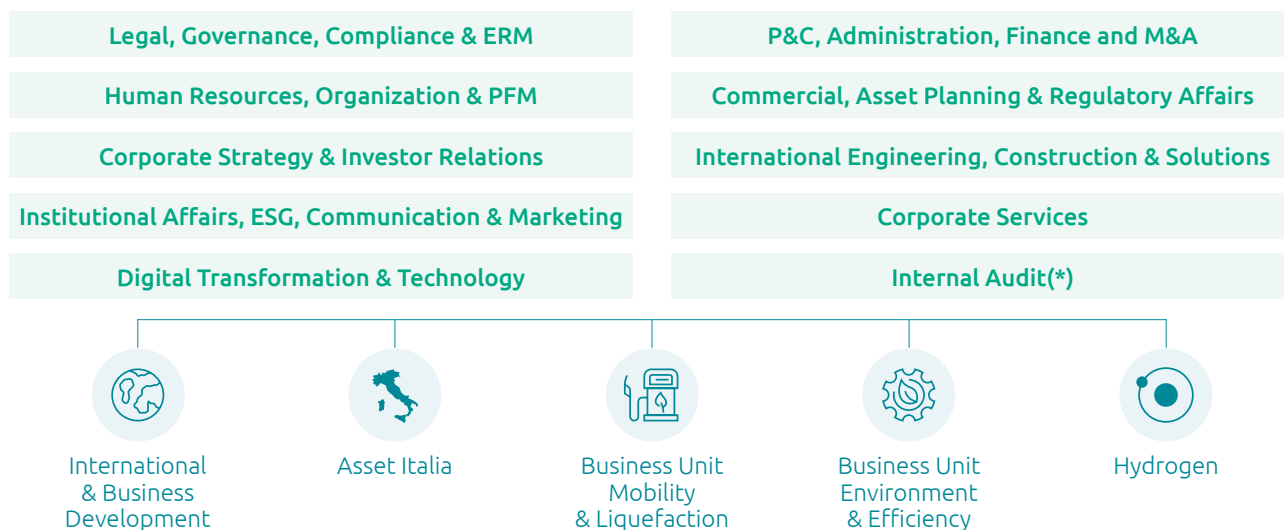 Legal, Governance, Compliance & ERM
P&C, Administration, Finance and M&A
Human Resources, Organization & PFM
Commercial, Asset Planning & Regulatory Affairs
Corporate Strategy & Investor Relations
International Engineering, Construction & Solutions
Institutional Affairs, ESG, Communication & Marketing
Corporate Services
Digital Transformation & Technology
Internal Audit(*)
International
& Business
Development
Asset Italia
Business Unit
Mobility
& Liquefaction
Business Unit
Environment
& Efficiency
Hydrogen